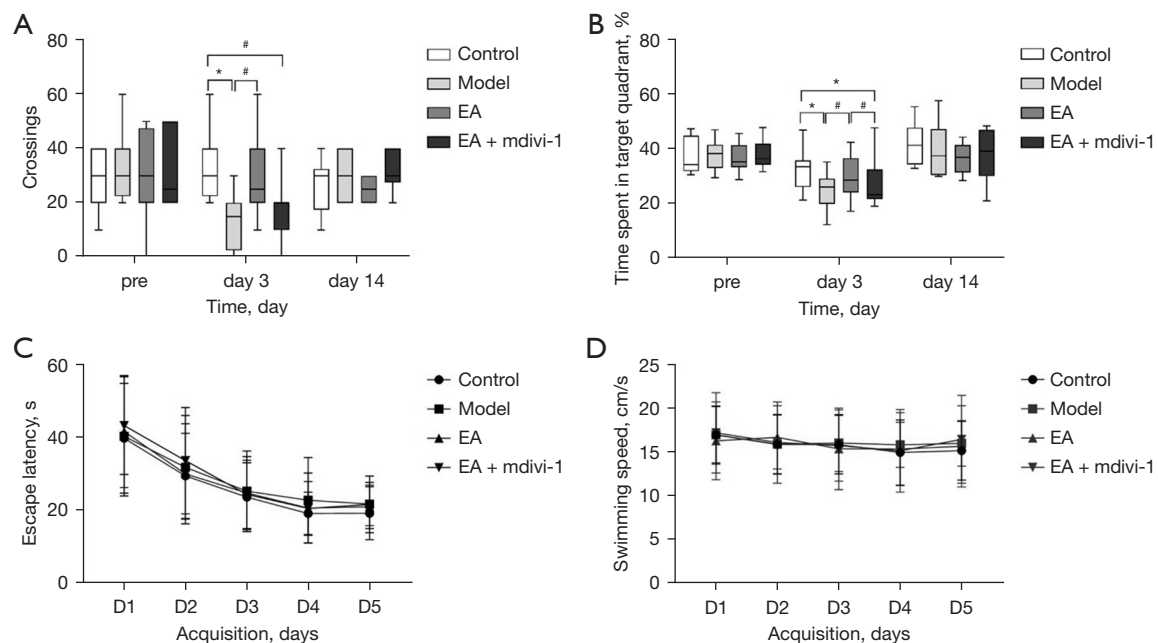 A
Crossings
80
60
40
20
0
*
#
#
pre
day 3
day 14
Time, day
Control
Model
EA
EA + mdivi-1
B
Time spent in target quadrant, %
80
60
40
20
0
*
*
#
#
pre
day 3
day 14
Time, day
Control
Model
EA
EA + mdivi-1
C
Escape latency, s
60
40
20
0
D1
D2
D3
D4
D5
Acquisition, days
Control
Model
EA
EA + mdivi-1
D
Swimming speed, cm/s
25
20
15
10
5
0
D1
D2
D3
D4
D5
Acquisition, days
Control
Model
EA
EA + mdivi-1